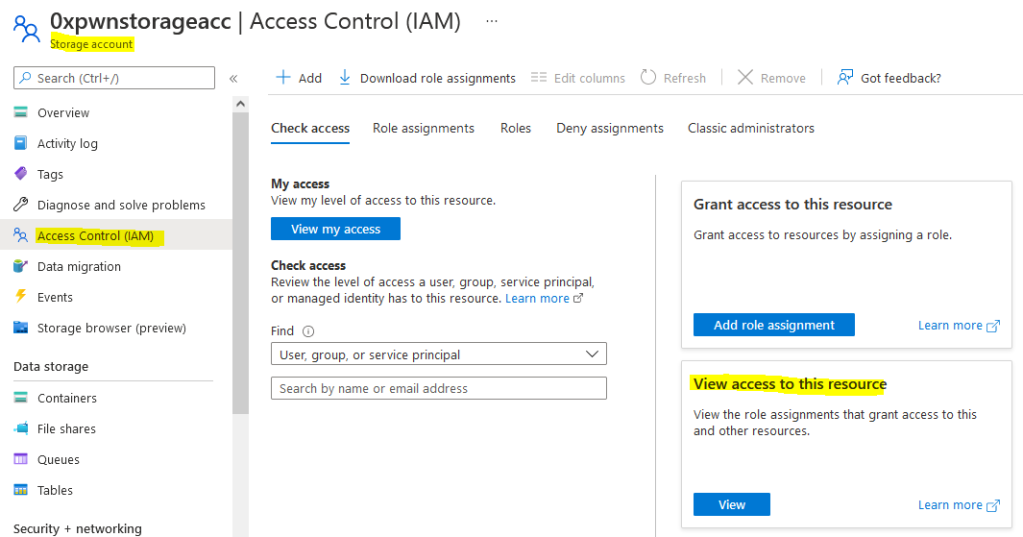 0xpwnstorageacc | Access Control (IAM) ...
Storage account
Search (Ctrl+/)
«
Overview
Activity log
Tags
Diagnose and solve problems
Access Control (IAM)
Data migration
Events
Storage browser (preview)
Data storage
Containers
File shares
Queues
Tables
Security + networking
+ Add
Download role assignments
Edit columns
Refresh
Remove
Got feedback?
Check access
Role assignments
Roles
Deny assignments
Classic administrators
My access
View my level of access to this resource.
View my access
Check access
Review the level of access a user, group, service principal,
or managed identity has to this resource. Learn more
Find
User, group, or service principal
Search by name or email address
Grant access to this resource
Grant access to resources by assigning a role.
Add role assignment
Learn more
View access to this resource
View the role assignments that grant access to this
and other resources.
View
Learn more